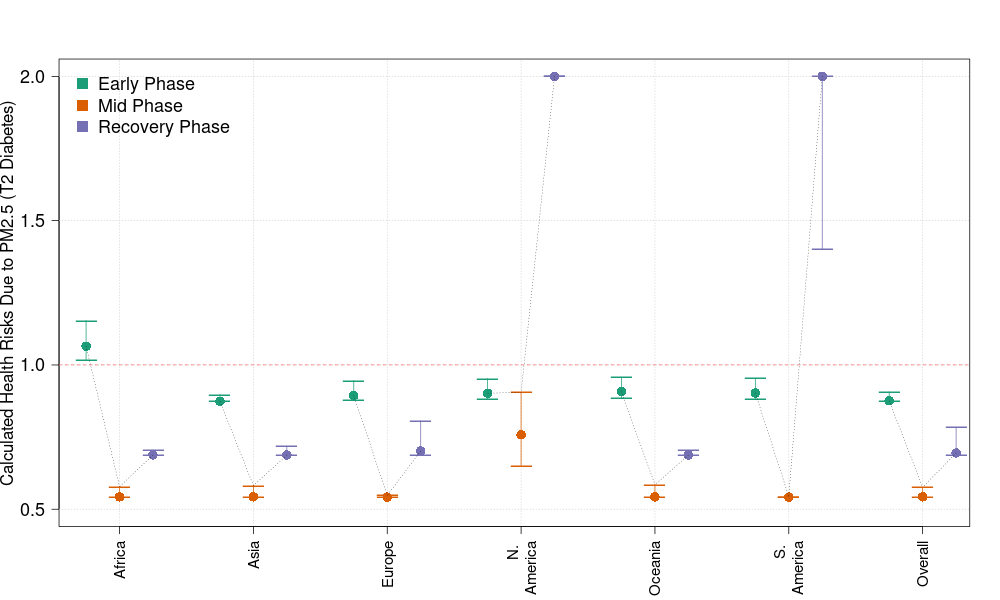 Calculated Health Risks Due to PM2.5 (T2 Diabetes)
2.0
1.5
1.0
0.5
Early Phase
Mid Phase
Recovery Phase
Africa
Asia
Europe
N.
America
Oceania
S.
America
Overall